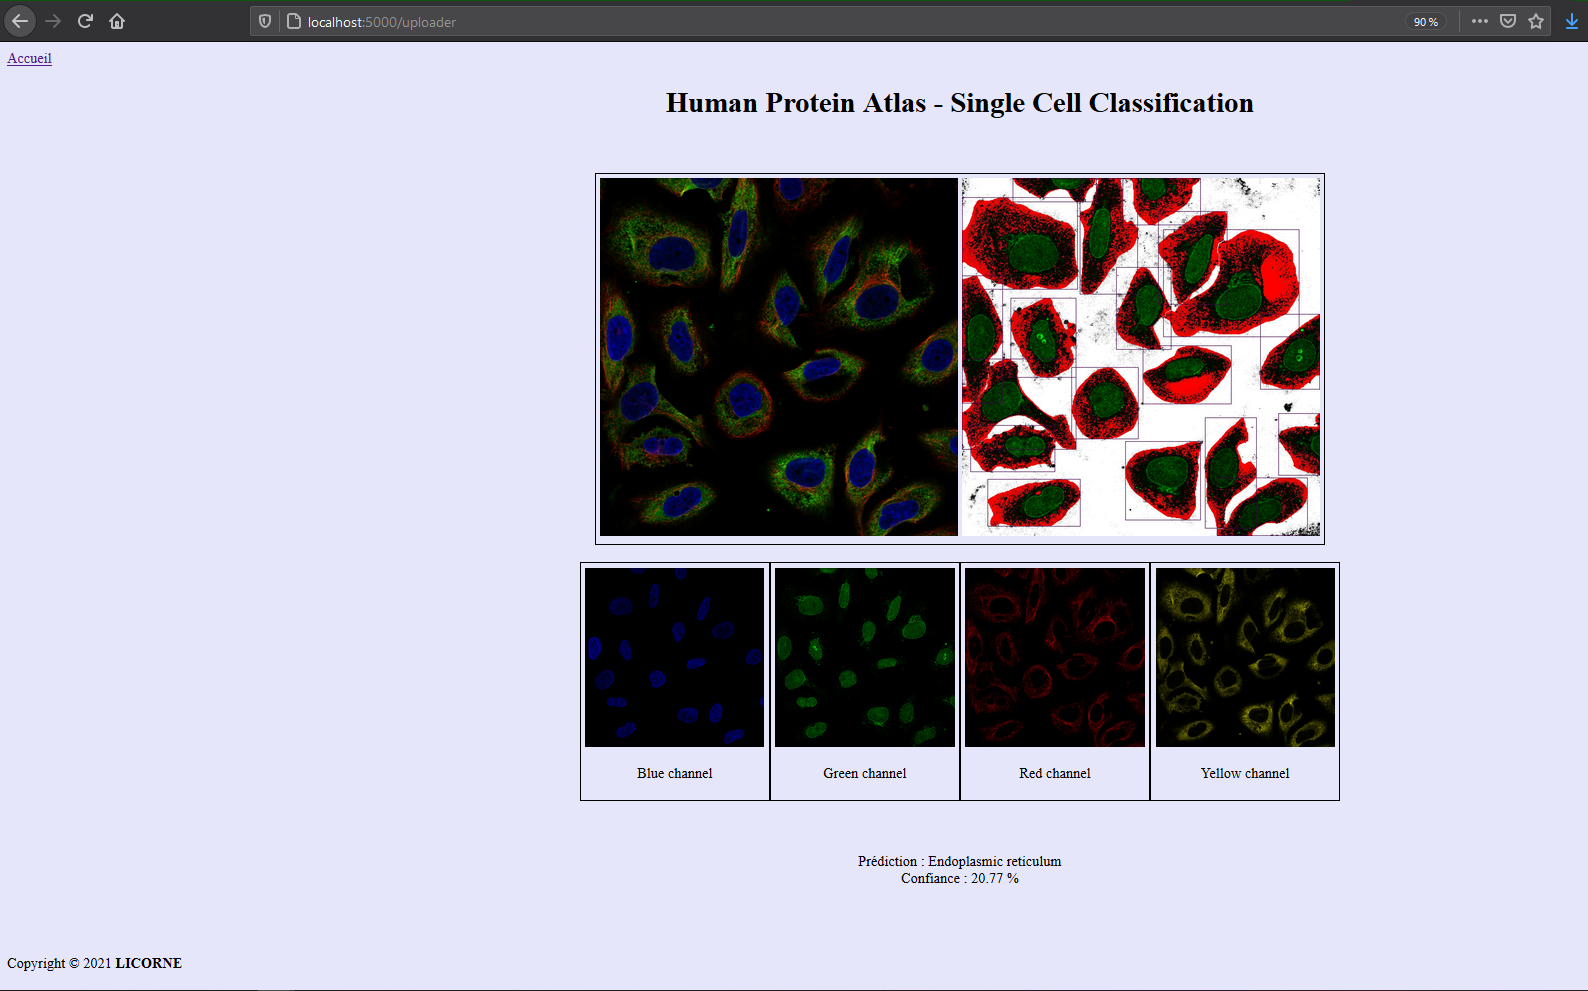 localhost:5000/uploader
90%
Accueil
Human Protein Atlas - Single Cell Classification
Blue channel
Green channel
Red channel
Yellow channel
Prédiction : Endoplasmic reticulum
Confiance : 20.77 %
Copyright © 2021 LICORNE